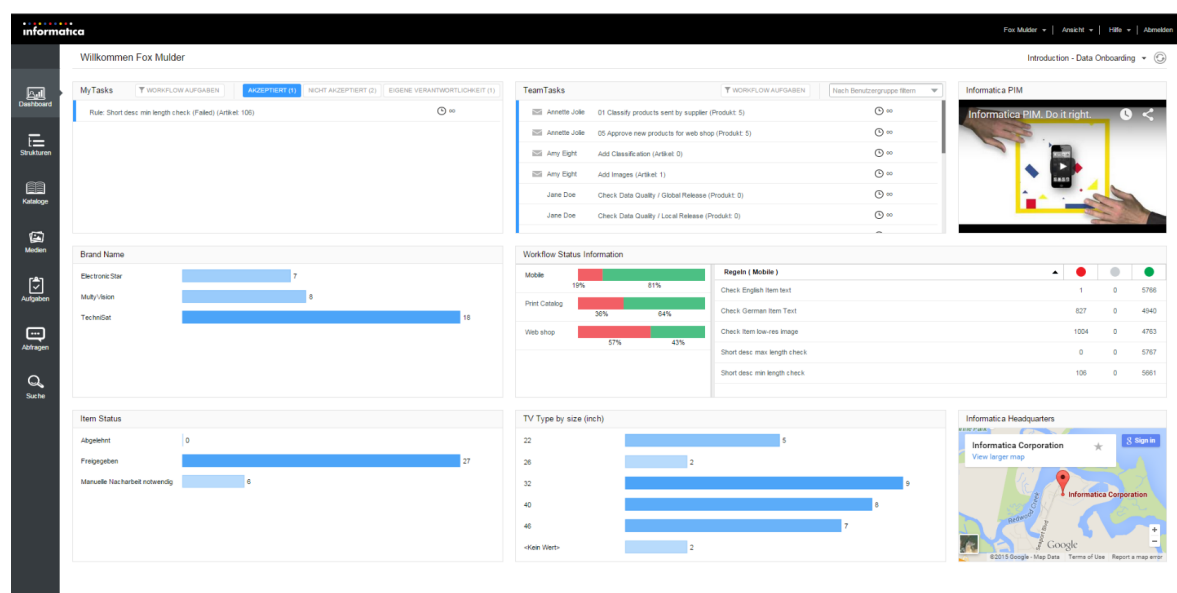 informatica
Fox Mulder Ansicht Hilfe Abmelden
Willkommen Fox Mulder
Introduction - Data Onboarding
Dashboard
Strukturen
Kataloge
Medien
Aufgaben
Abfragen
Suche
MyTasks WORKFLOW AUFGABEN AKZEPTIERT (1) NICHT AKZEPTIERT (2) EIGENE VERANTWORTLICHKEIT (1)
Rule: Short desc min length check (Failed) (Artikel: 106) ∞
TeamTasks WORKFLOW AUFGABEN Nach Benutzergruppe filtern
Annette Jolie 01 Classify products sent by supplier (Produkt: 5) ∞
Annette Jolie 05 Approve new products for web shop (Produkt: 5) ∞
Amy Eight Add Classification (Artikel: 0) ∞
Amy Eight Add Images (Artikel: 1) ∞
Jane Doe Check Data Quality / Global Release (Produkt: 0) ∞
Jane Doe Check Data Quality / Local Release (Produkt: 0) ∞
Informatica PIM
Informatica PIM. Do it right.
Brand Name
ElectronicStar 7
MultyVision 8
TechniSat 18
Workflow Status Information
Mobile
19% 81%
Print Catalog
36% 64%
Web shop
57% 43%
Regeln ( Mobile )
Check English Item text 1 0 5766
Check German Item Text 827 0 4940
Check Item low-res image 1004 0 4763
Short desc max length check 0 0 5767
Short desc min length check 106 0 5661
Item Status
Abgelehnt 0
Freigegeben 27
Manuelle Nacharbeit notwendig 6
TV Type by size (inch)
22 5
26 2
32 9
40 8
46 7
<Kein Wert> 2
Informatica Headquarters
Informatica Corporation
View larger map
Sign in
Informatica Corporation
Redwood Creek
Seaport Blvd
Google
+
−
©2015 Google - Map Data Terms of Use Report a map error